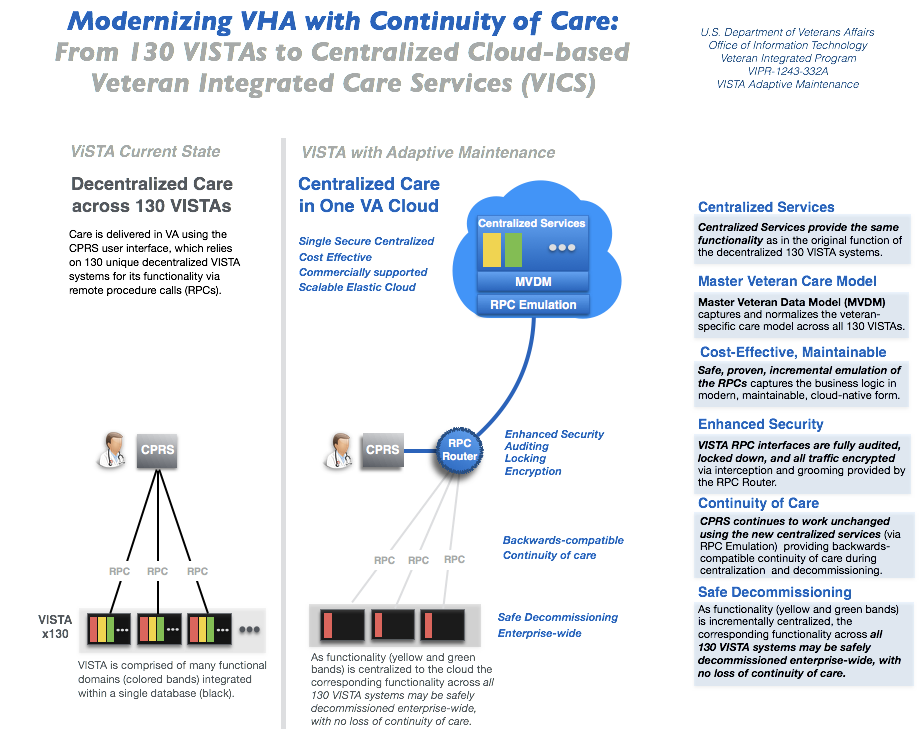 Modernizing VHA with Continuity of Care:
From 130 VISTAs to Centralized Cloud-based
Veteran Integrated Care Services (VICS)
U.S. Department of Veterans Affairs
Office of Information Technology
Veteran Integrated Program
VIPR-1243-332A
VISTA Adaptive Maintenance
ViSTA Current State
Decentralized Care
across 130 VISTAs
Care is delivered in VA using the
CPRS user interface, which relies
on 130 unique decentralized VISTA
systems for its functionality via
remote procedure calls (RPCs).
CPRS
RPC RPC RPC
VISTA
x130
VISTA is comprised of many functional
domains (colored bands) integrated
within a single database (black).
VISTA with Adaptive Maintenance
Centralized Care
in One VA Cloud
Single Secure Centralized
Cost Effective
Commercially supported
Scalable Elastic Cloud
Centralized Services
MVDM
RPC Emulation
CPRS
RPC
Router
Enhanced Security
Auditing
Locking
Encryption
RPC RPC RPC
Backwards-compatible
Continuity of care
Safe Decommissioning
Enterprise-wide
As functionality (yellow and green
bands) is centralized to the cloud the
corresponding functionality across all
130 VISTA systems may be safely
decommissioned enterprise-wide,
with no loss of continuity of care.
Centralized Services
Centralized Services provide the same
functionality as in the original function of
the decentralized 130 VISTA systems.
Master Veteran Care Model
Master Veteran Data Model (MVDM)
captures and normalizes the veteran-
specific care model across all 130 VISTAs.
Cost-Effective, Maintainable
Safe, proven, incremental emulation of
the RPCs captures the business logic in
modern, maintainable, cloud-native form.
Enhanced Security
VISTA RPC interfaces are fully audited,
locked down, and all traffic encrypted
via interception and grooming provided by
the RPC Router.
Continuity of Care
CPRS continues to work unchanged
using the new centralized services (via
RPC Emulation) providing backwards-
compatible continuity of care during
centralization and decommissioning.
Safe Decommissioning
As functionality (yellow and green bands)
is incrementally centralized, the
corresponding functionality across all
130 VISTA systems may be safely
decommissioned enterprise-wide, with
no loss of continuity of care.